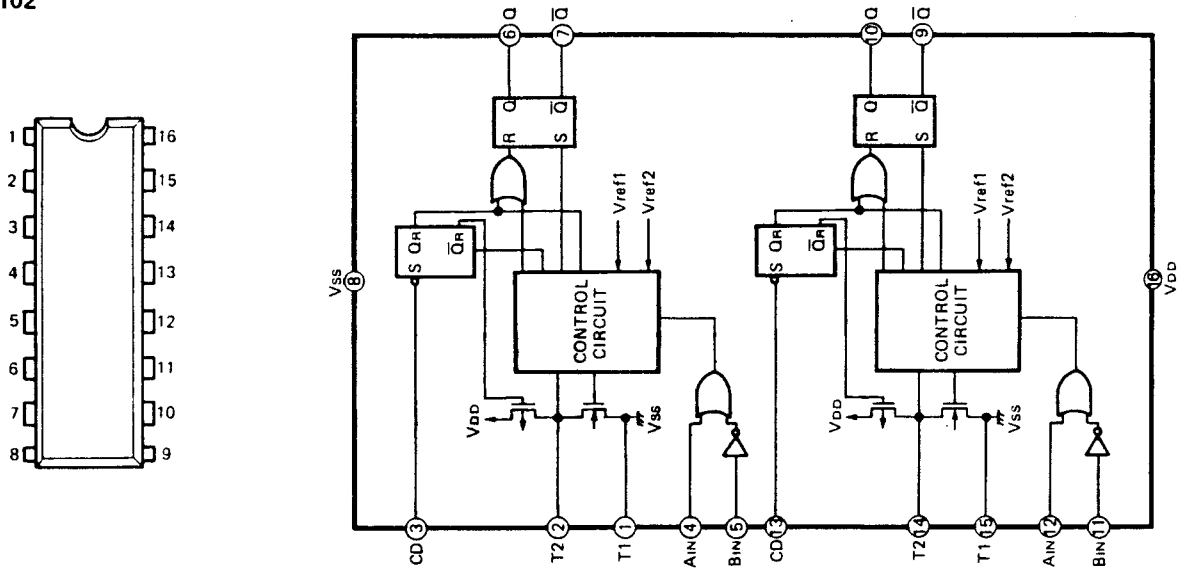 102
1
2
3
4
5
6
7
8
16
15
14
13
12
11
10
9
6 Q
7 Q̅
10 Q
9 Q̅
Q Q̅
R S
Q Q̅
R S
Vref1
Vref2
Vref1
Vref2
S QR
Q̅R
S QR
Q̅R
VSS 8
16 VDD
CONTROL
CIRCUIT
CONTROL
CIRCUIT
VDD
VSS
VDD
VSS
CD 3
T2 2
T1 1
AIN 4
BIN 5
CD 13
T2 14
T1 15
AIN 12
BIN 11